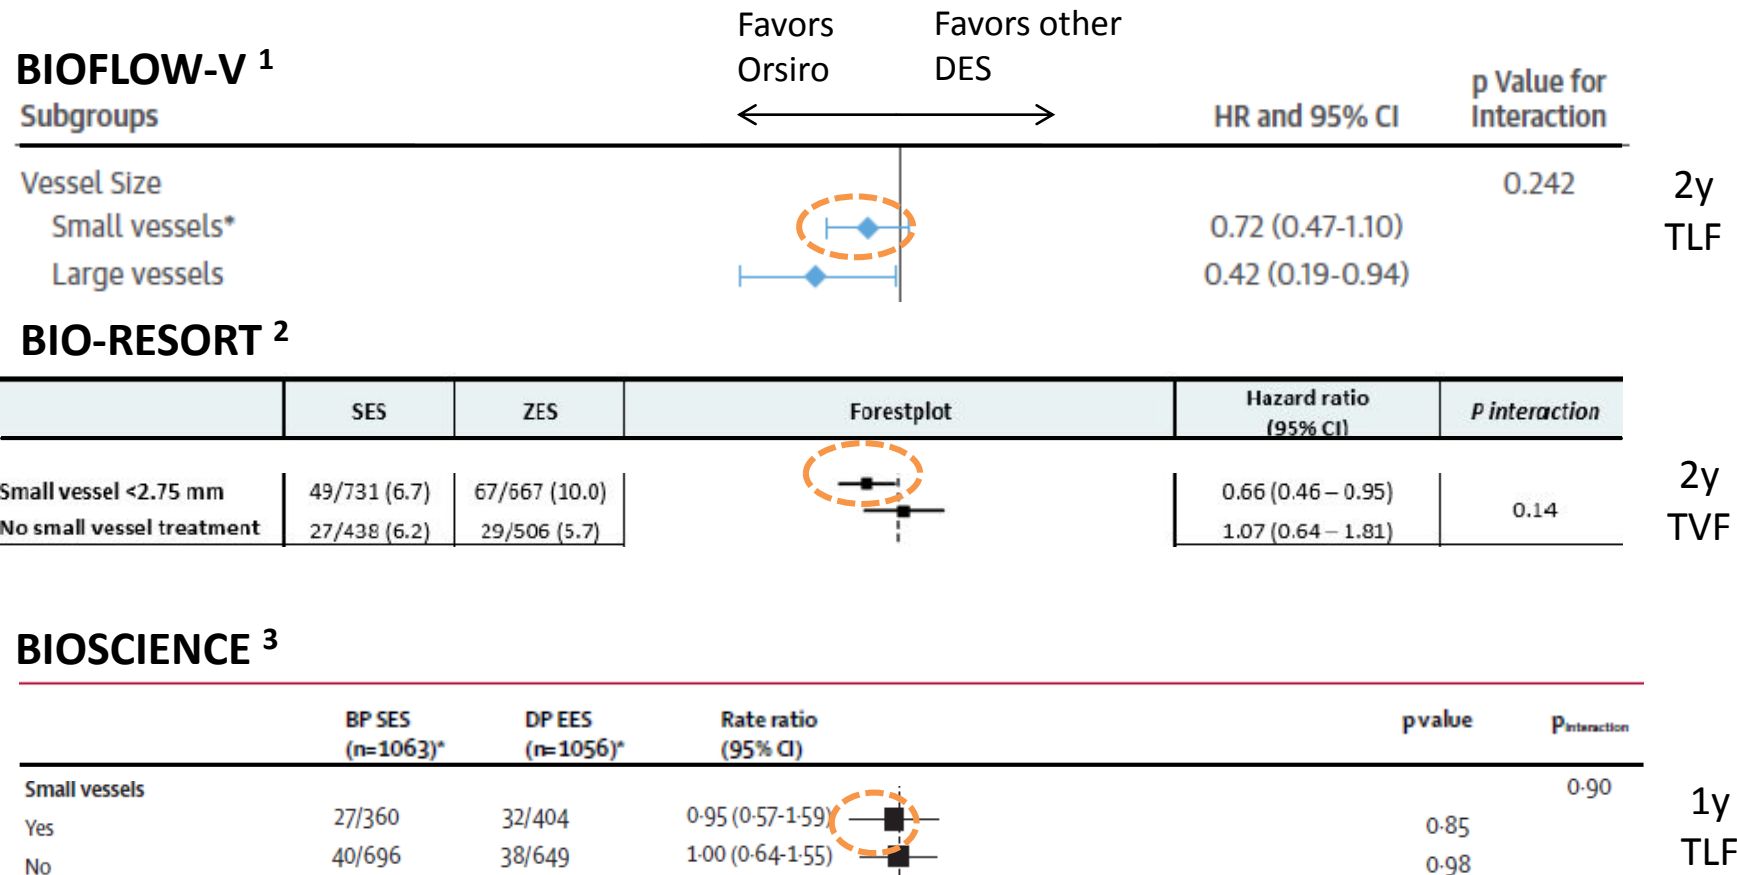 Favors Orsiro
Favors other DES
BIOFLOW-V 1
Subgroups
HR and 95% CI
p Value for Interaction
Vessel Size 0.242
Small vessels* 0.72 (0.47-1.10)
Large vessels 0.42 (0.19-0.94)
2y
TLF
BIO-RESORT 2
SES ZES Forestplot Hazard ratio (95% CI) P interaction
Small vessel <2.75 mm 49/731 (6.7) 67/667 (10.0) 0.66 (0.46 – 0.95)
0.14
No small vessel treatment 27/438 (6.2) 29/506 (5.7) 1.07 (0.64 – 1.81)
2y
TVF
BIOSCIENCE 3
BP SES DP EES Rate ratio p value Pinteraction
(n=1063)* (n=1056)* (95% CI)
Small vessels 0·90
Yes 27/360 32/404 0·95 (0·57-1·59) 0·85
No 40/696 38/649 1·00 (0·64-1·55) 0·98
1y
TLF